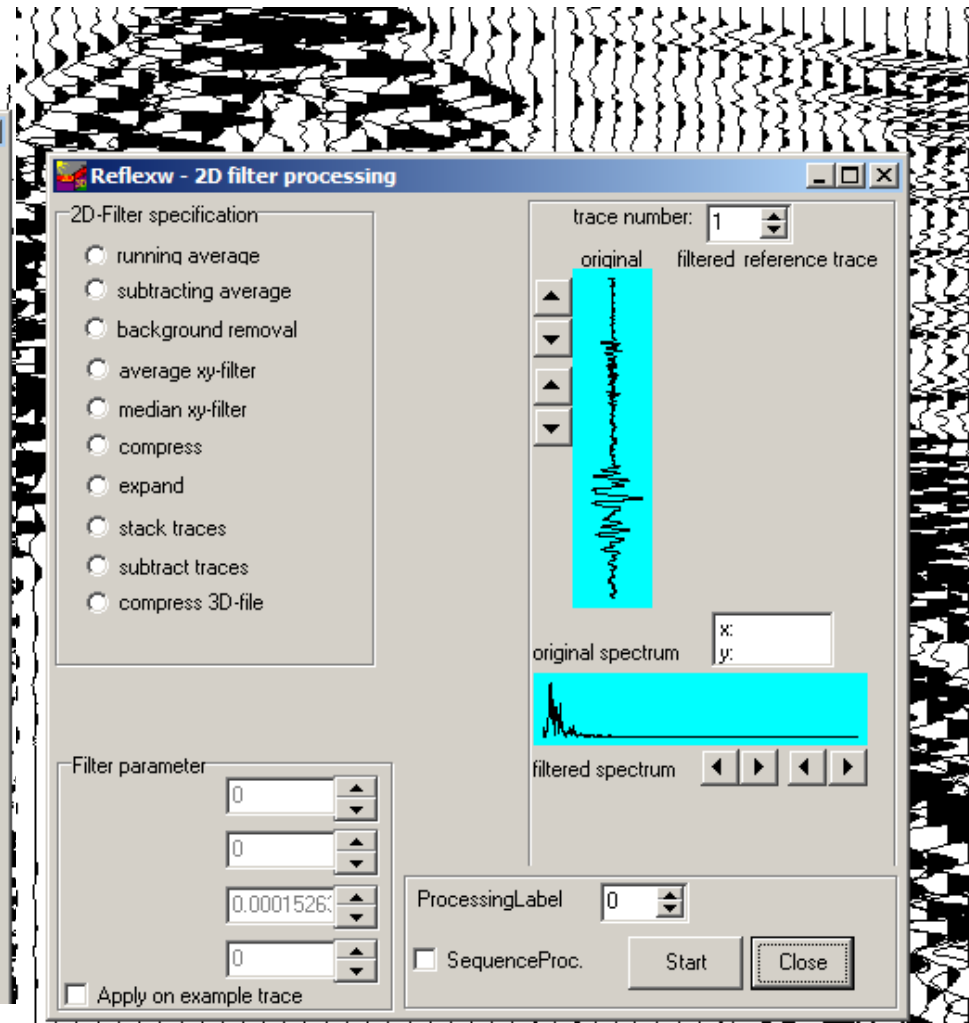 Reflexw - 2D filter processing
2D-Filter specification
running average
subtracting average
background removal
average xy-filter
median xy-filter
compress
expand
stack traces
subtract traces
compress 3D-file
trace number: 1
original filtered reference trace
original spectrum
x:
y:
filtered spectrum
Filter parameter
0
0
0.00015263
0
Apply on example trace
ProcessingLabel 0
SequenceProc. Start Close